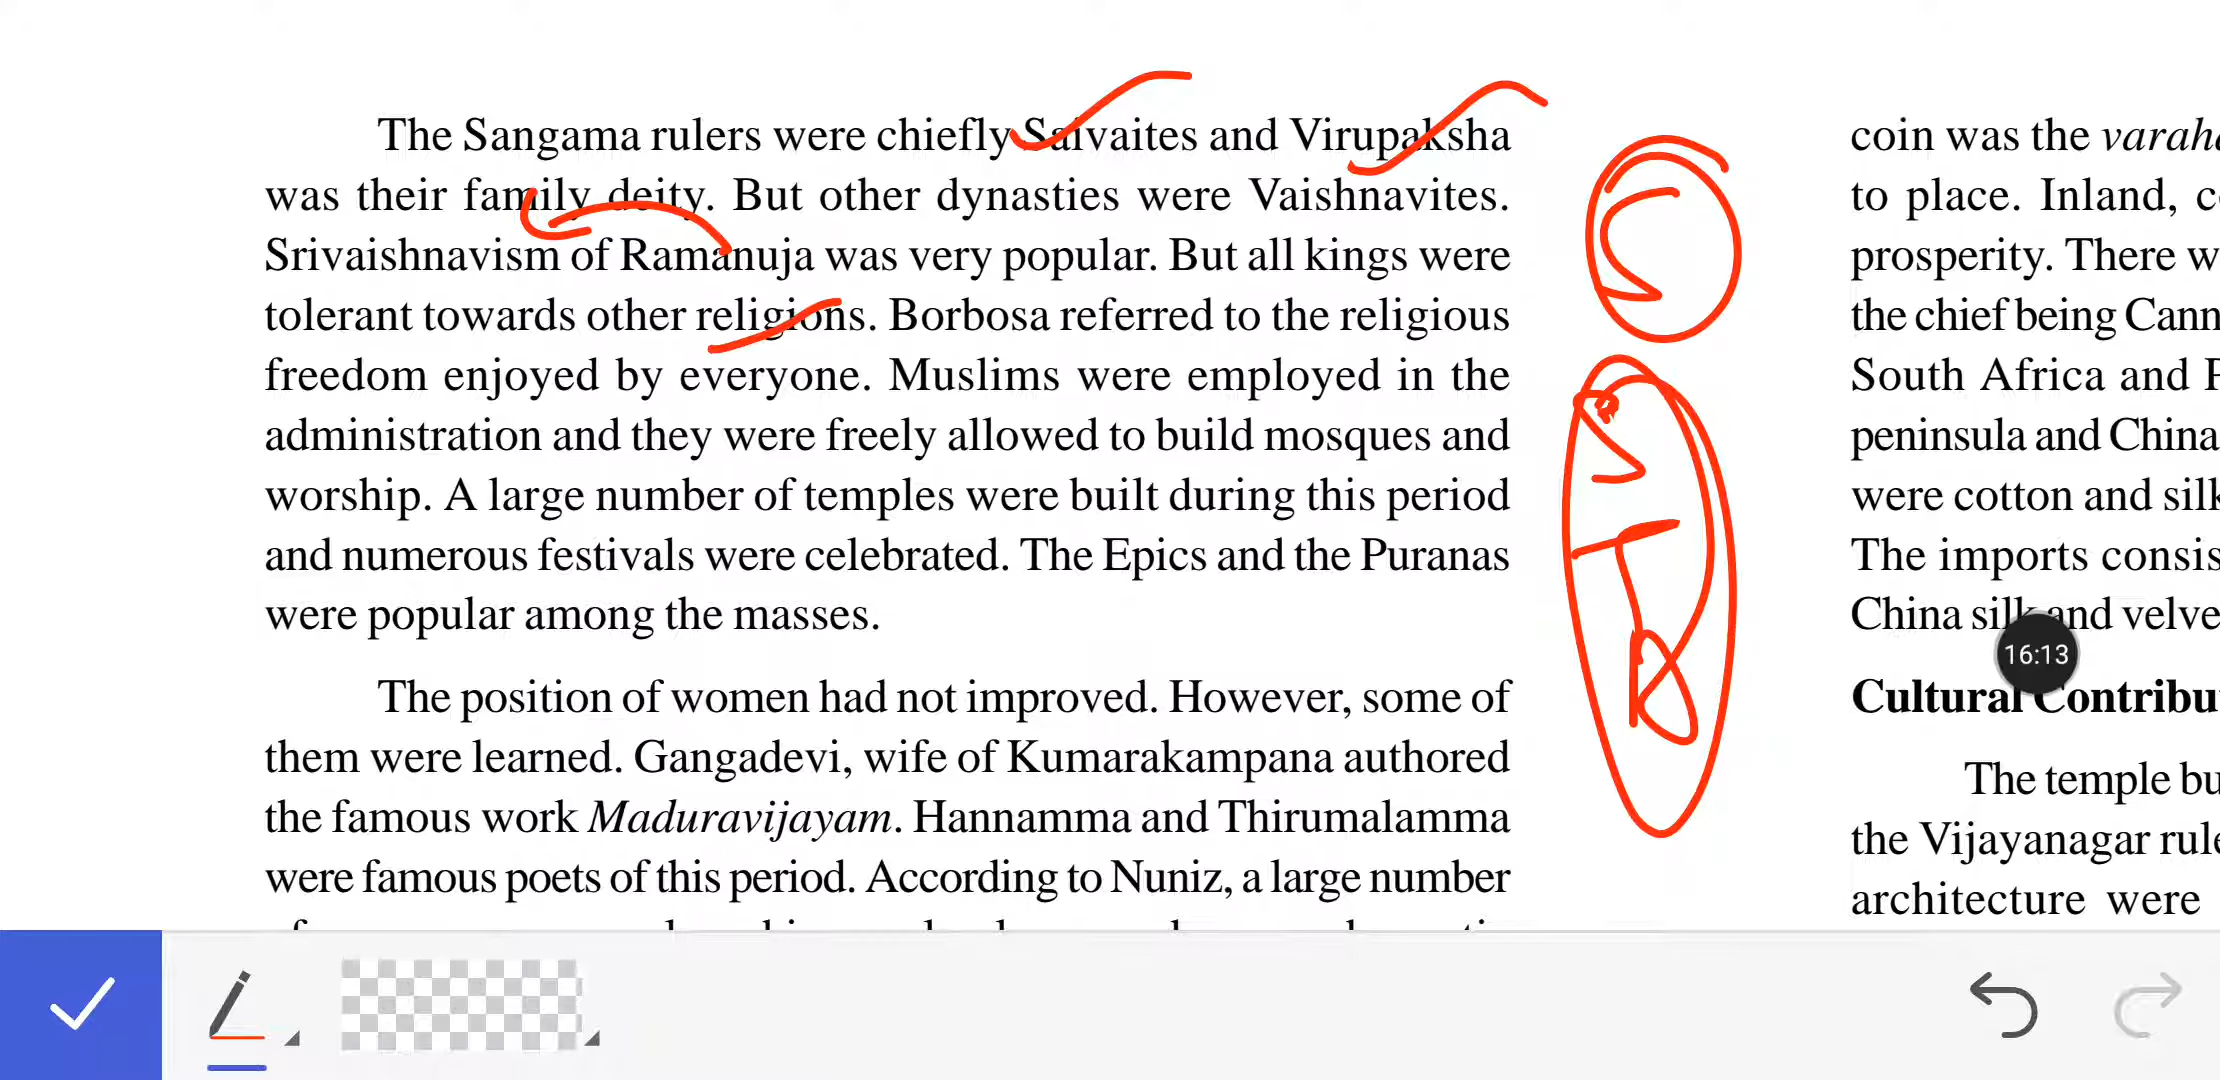 The Sangama rulers were chiefly Saivaites and Virupaksha
was their family deity. But other dynasties were Vaishnavites.
Srivaishnavism of Ramanuja was very popular. But all kings were
tolerant towards other religions. Borbosa referred to the religious
freedom enjoyed by everyone. Muslims were employed in the
administration and they were freely allowed to build mosques and
worship. A large number of temples were built during this period
and numerous festivals were celebrated. The Epics and the Puranas
were popular among the masses.
The position of women had not improved. However, some of
them were learned. Gangadevi, wife of Kumarakampana authored
the famous work Maduravijayam. Hannamma and Thirumalamma
were famous poets of this period. According to Nuniz, a large number
S
S
T
B
coin was the
to place. Inland,
prosperity. There
the chief being
South Africa and
peninsula and China
were cotton and
The imports
China silk and
16:13
Cultural
The temple
the Vijayanagar
architecture were